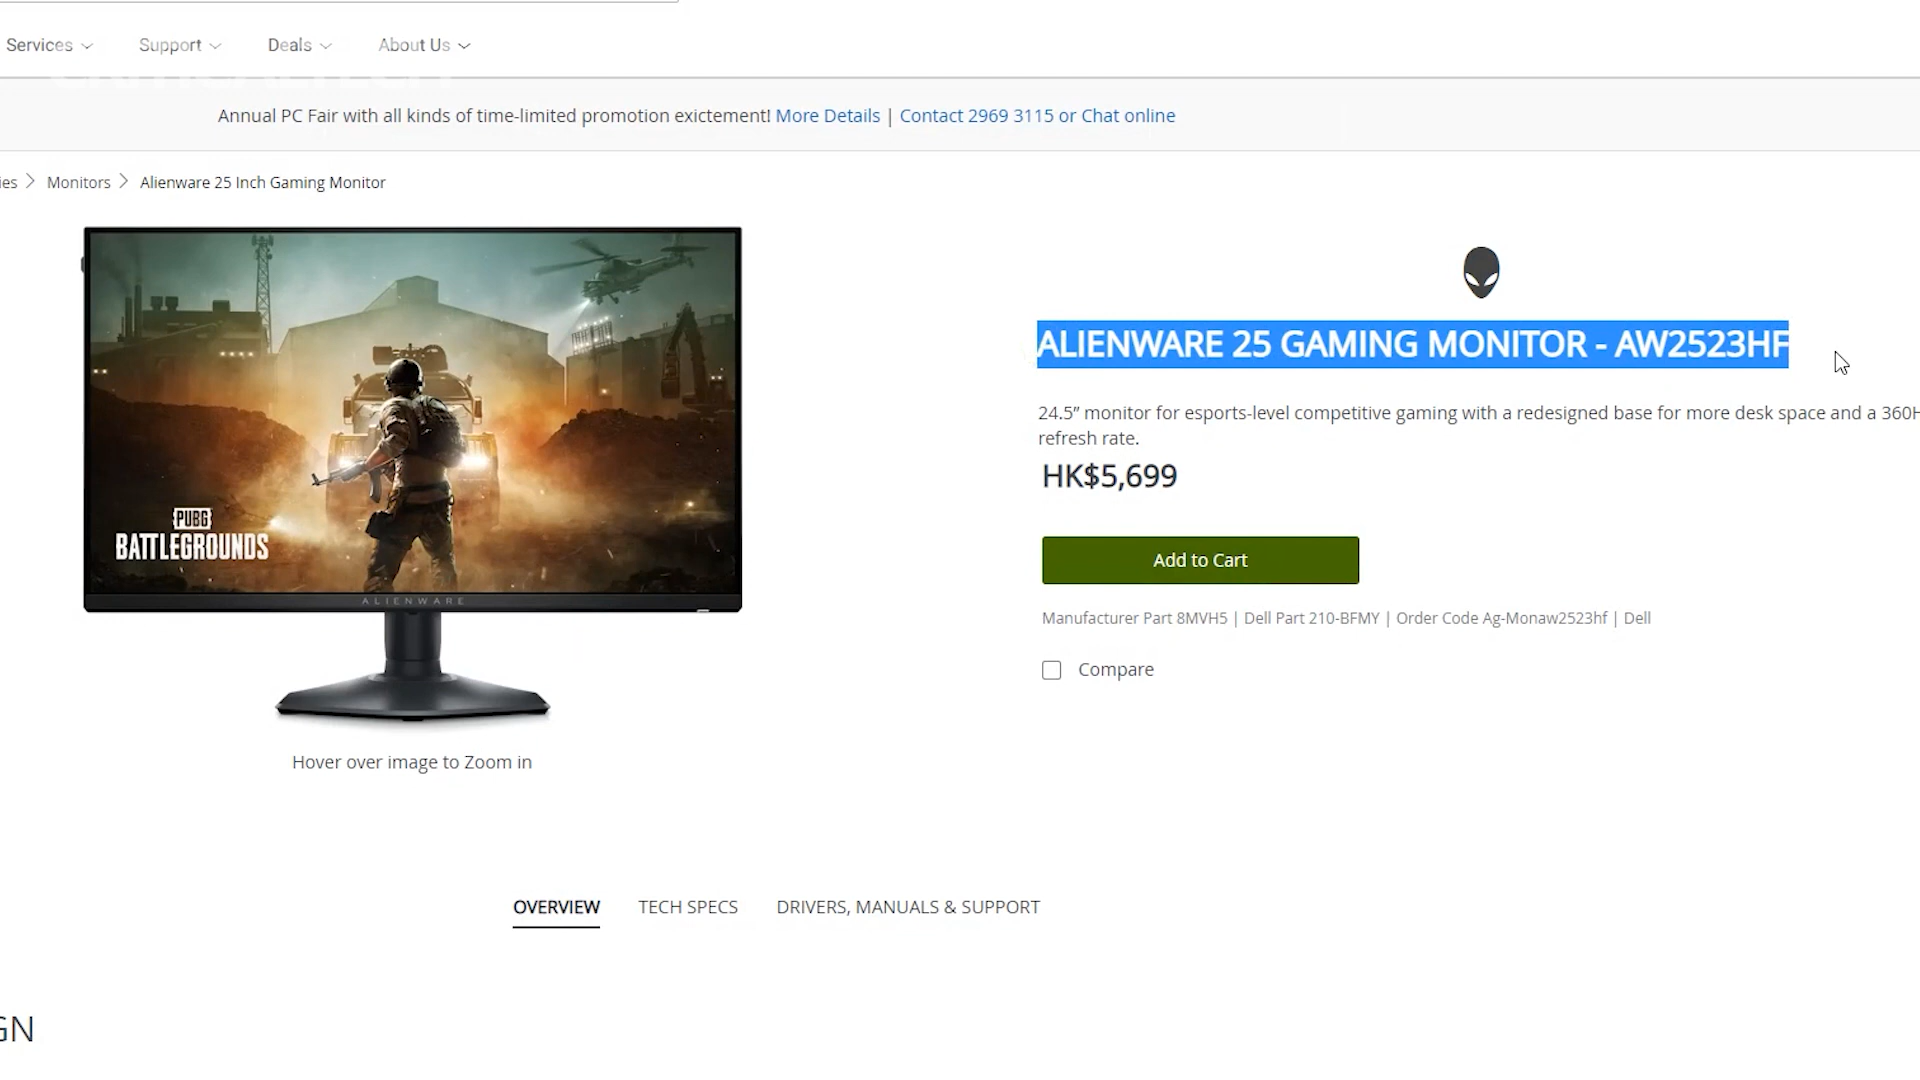 Services
Support
Deals
About Us
Annual PC Fair with all kinds of time-limited promotion exictement! More Details | Contact 2969 3115 or Chat online
ies
Monitors
Alienware 25 Inch Gaming Monitor
ALIENWARE 25 GAMING MONITOR - AW2523HF
24.5” monitor for esports-level competitive gaming with a redesigned base for more desk space and a 360H
refresh rate.
HK$5,699
Add to Cart
Manufacturer Part 8MVH5 | Dell Part 210-BFMY | Order Code Ag-Monaw2523hf | Dell
Compare
PUBG
BATTLEGROUNDS
ALIENWARE
Hover over image to Zoom in
OVERVIEW
TECH SPECS
DRIVERS, MANUALS & SUPPORT
GN